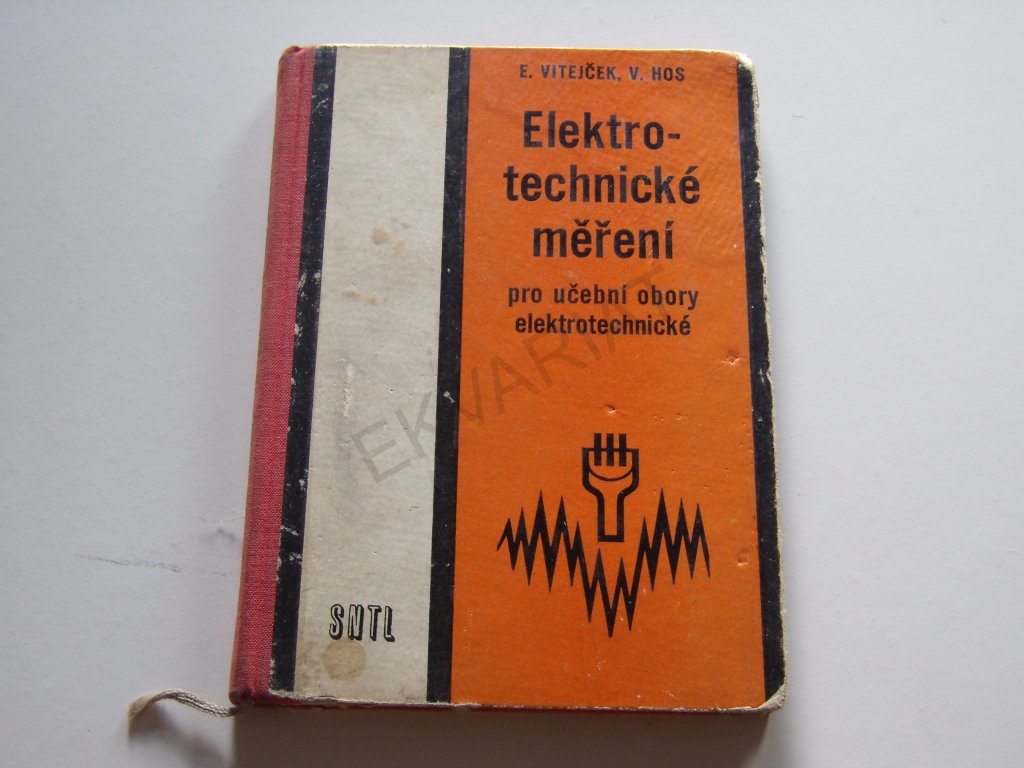 E. VITEJČEK, V. HOS
Elektro-
technické
měření
pro učební obory
elektrotechnické
EKVARIAT
SNTL